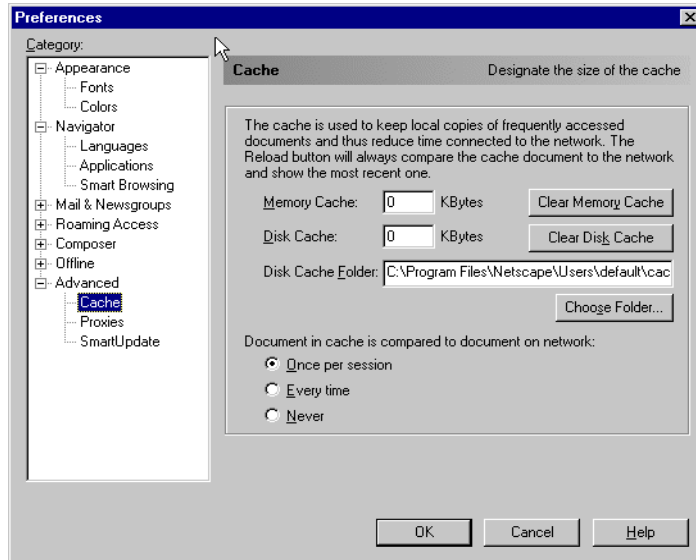 Preferences
Category:
Appearance
Fonts
Colors
Navigator
Languages
Applications
Smart Browsing
Mail & Newsgroups
Roaming Access
Composer
Offline
Advanced
Cache
Proxies
SmartUpdate
Cache Designate the size of the cache
The cache is used to keep local copies of frequently accessed
documents and thus reduce time connected to the network. The
Reload button will always compare the cache document to the network
and show the most recent one.
Memory Cache: 0 KBytes Clear Memory Cache
Disk Cache: 0 KBytes Clear Disk Cache
Disk Cache Folder: C:\Program Files\Netscape\Users\default\cac
Choose Folder...
Document in cache is compared to document on network:
Once per session
Every time
Never
OK Cancel Help